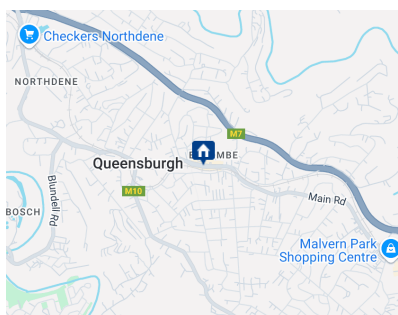 Checkers Northdene
NORTHDENE
M7
Queensburgh
M10
Blundell Rd
BOSCH
Main Rd
Malvern Park
Shopping Centre